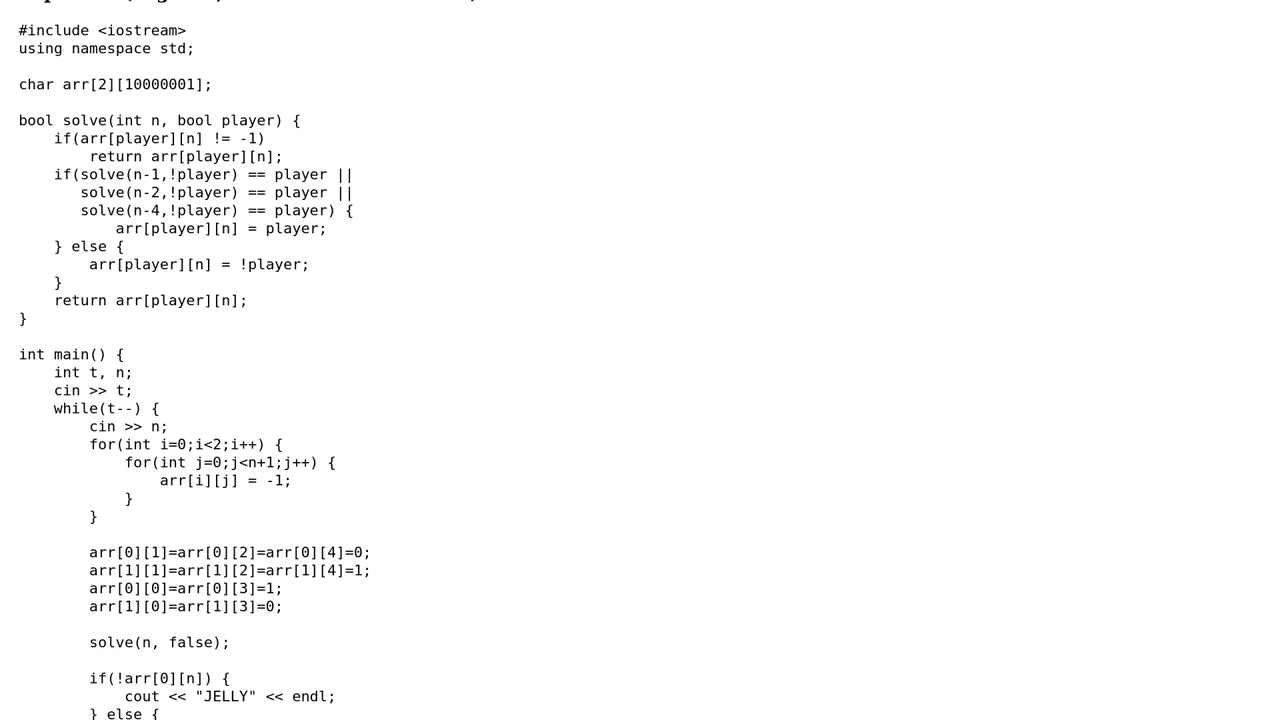 #include <iostream>
using namespace std;

char arr[2][10000001];

bool solve(int n, bool player) {
    if(arr[player][n] != -1)
        return arr[player][n];
    if(solve(n-1,!player) == player ||
       solve(n-2,!player) == player ||
       solve(n-4,!player) == player) {
           arr[player][n] = player;
    } else {
        arr[player][n] = !player;
    }
    return arr[player][n];
}

int main() {
    int t, n;
    cin >> t;
    while(t--) {
        cin >> n;
        for(int i=0;i<2;i++) {
            for(int j=0;j<n+1;j++) {
                arr[i][j] = -1;
            }
        }

        arr[0][1]=arr[0][2]=arr[0][4]=0;
        arr[1][1]=arr[1][2]=arr[1][4]=1;
        arr[0][0]=arr[0][3]=1;
        arr[1][0]=arr[1][3]=0;

        solve(n, false);

        if(!arr[0][n]) {
            cout << "JELLY" << endl;
        } else {